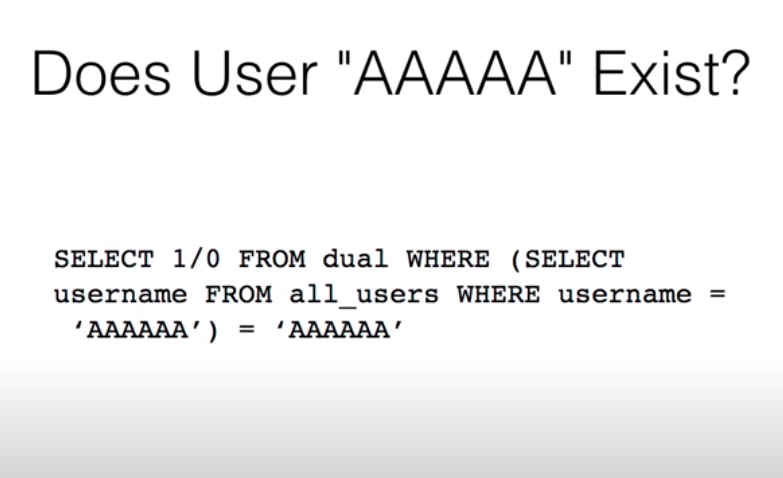 Does User "AAAAA" Exist?
SELECT 1/0 FROM dual WHERE (SELECT
username FROM all_users WHERE username =
‘AAAAAA’) = ‘AAAAAA’